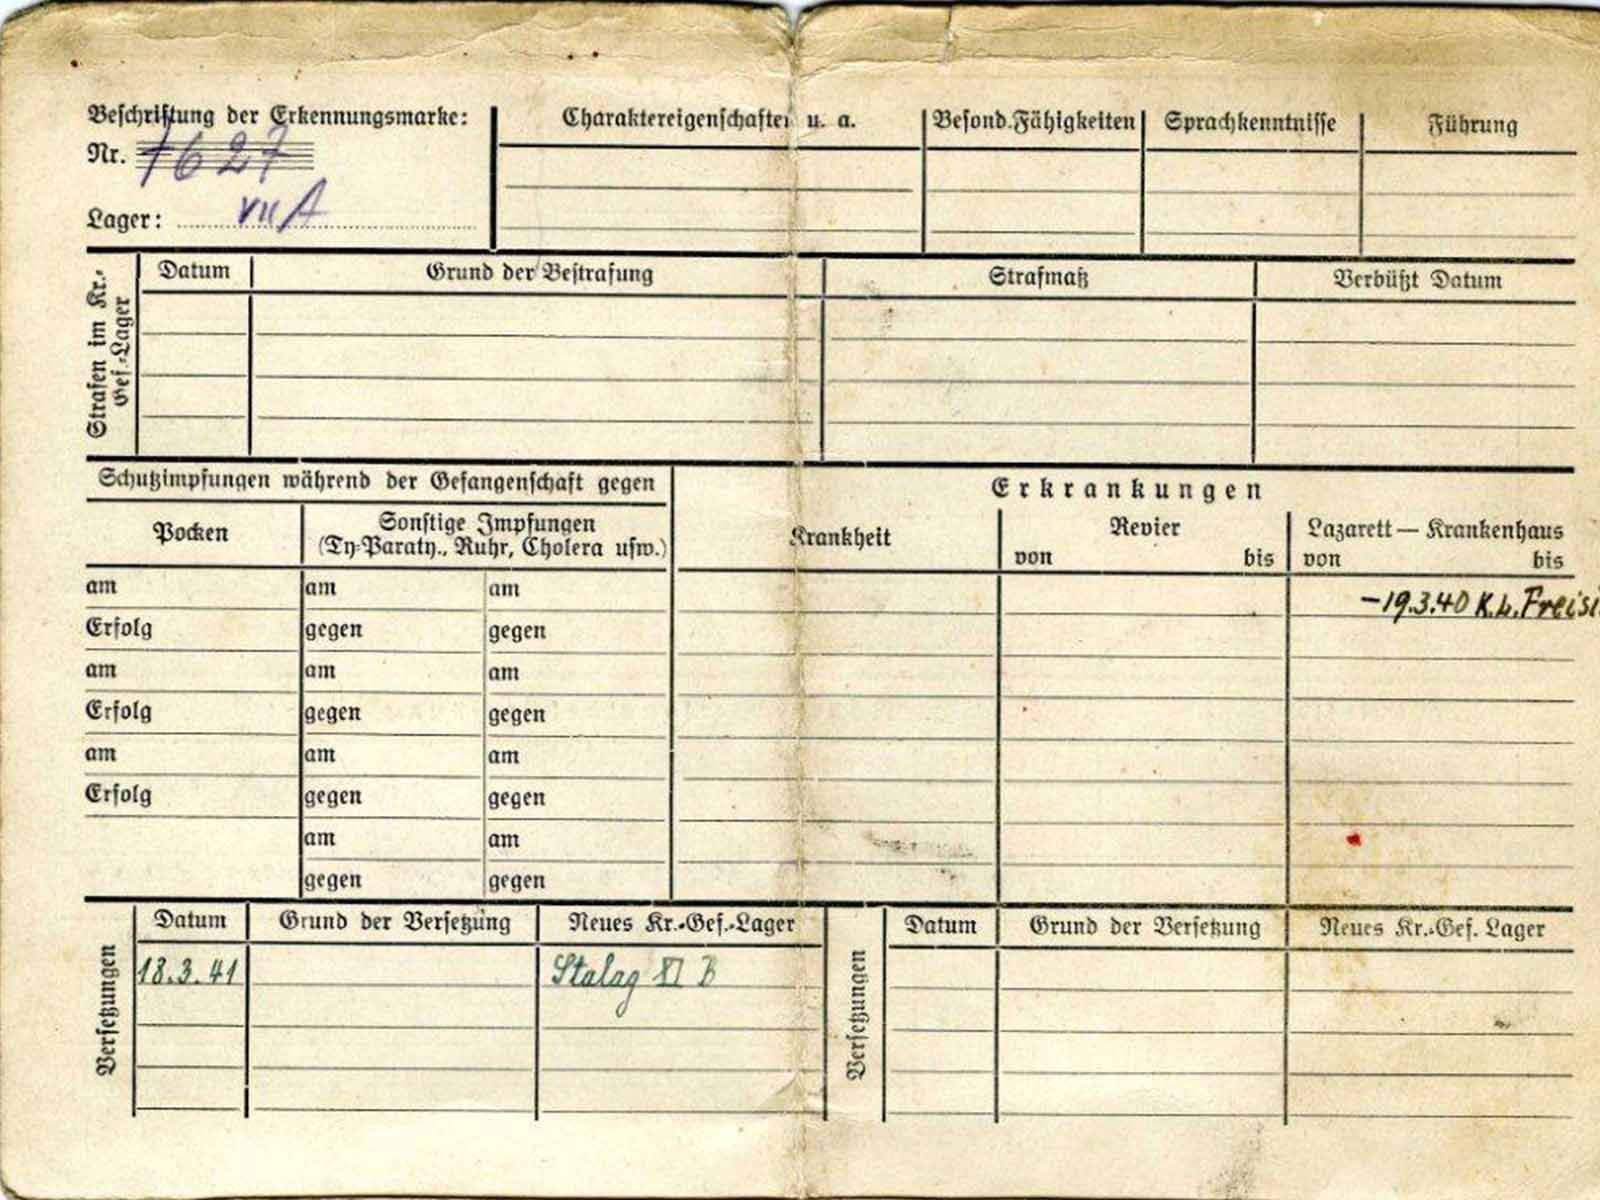 Beschriftung der Erkennungsmarke:
Nr. 7627
Lager: VII A
Charaktereigenschaften u. a.
Besond. Fähigkeiten
Sprachkenntnisse
Führung
Strafen im Kr.-
Gef.-Lager
Datum
Grund der Bestrafung
Strafmaß
Verbüßt Datum
Schutzimpfungen während der Gefangenschaft gegen
Pocken
Sonstige Impfungen
(Ty-Paraty., Ruhr, Cholera usw.)
am am am
Erfolg gegen gegen
am am am
Erfolg gegen gegen
am am am
Erfolg gegen gegen
am am
gegen gegen
Erkrankungen
Krankheit
Revier
von bis
Lazarett — Krankenhaus
von bis
-19.3.40 K.L. Freisi
Versetzungen
Datum Grund der Versetzung Neues Kr.-Gef.-Lager
18.3.41 Stalag XI B
Versetzungen
Datum Grund der Versetzung Neues Kr.-Gef. Lager